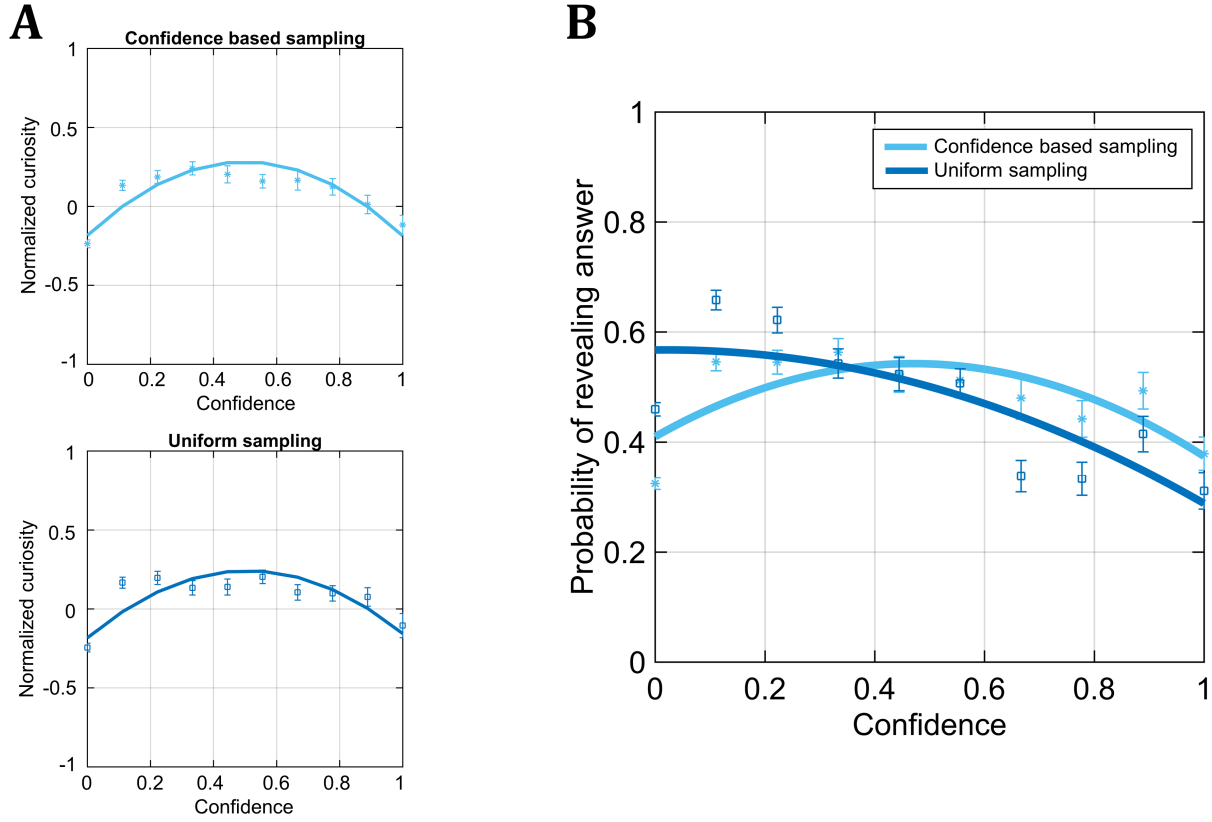 A
Confidence based sampling
1
0.5
0
-0.5
-1
Normalized curiosity
0 0.2 0.4 0.6 0.8 1
Confidence
Uniform sampling
1
0.5
0
-0.5
-1
Normalized curiosity
0 0.2 0.4 0.6 0.8 1
Confidence
B
Confidence based sampling
Uniform sampling
1
0.8
0.6
0.4
0.2
0
Probability of revealing answer
0 0.2 0.4 0.6 0.8 1
Confidence